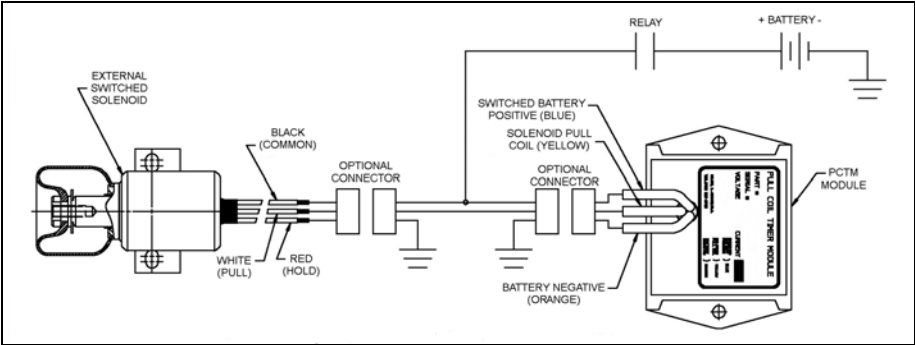 RELAY
+ BATTERY -
EXTERNAL
SWITCHED
SOLENOID
BLACK
(COMMON)
OPTIONAL
CONNECTOR
WHITE
(PULL)
RED
(HOLD)
SWITCHED BATTERY
POSITIVE (BLUE)
SOLENOID PULL
COIL (YELLOW)
OPTIONAL
CONNECTOR
BATTERY NEGATIVE
(ORANGE)
PCTM
MODULE
PULL COIL TIMER MODULE
PART #
SERIAL #
VOLTAGE
CURRENT